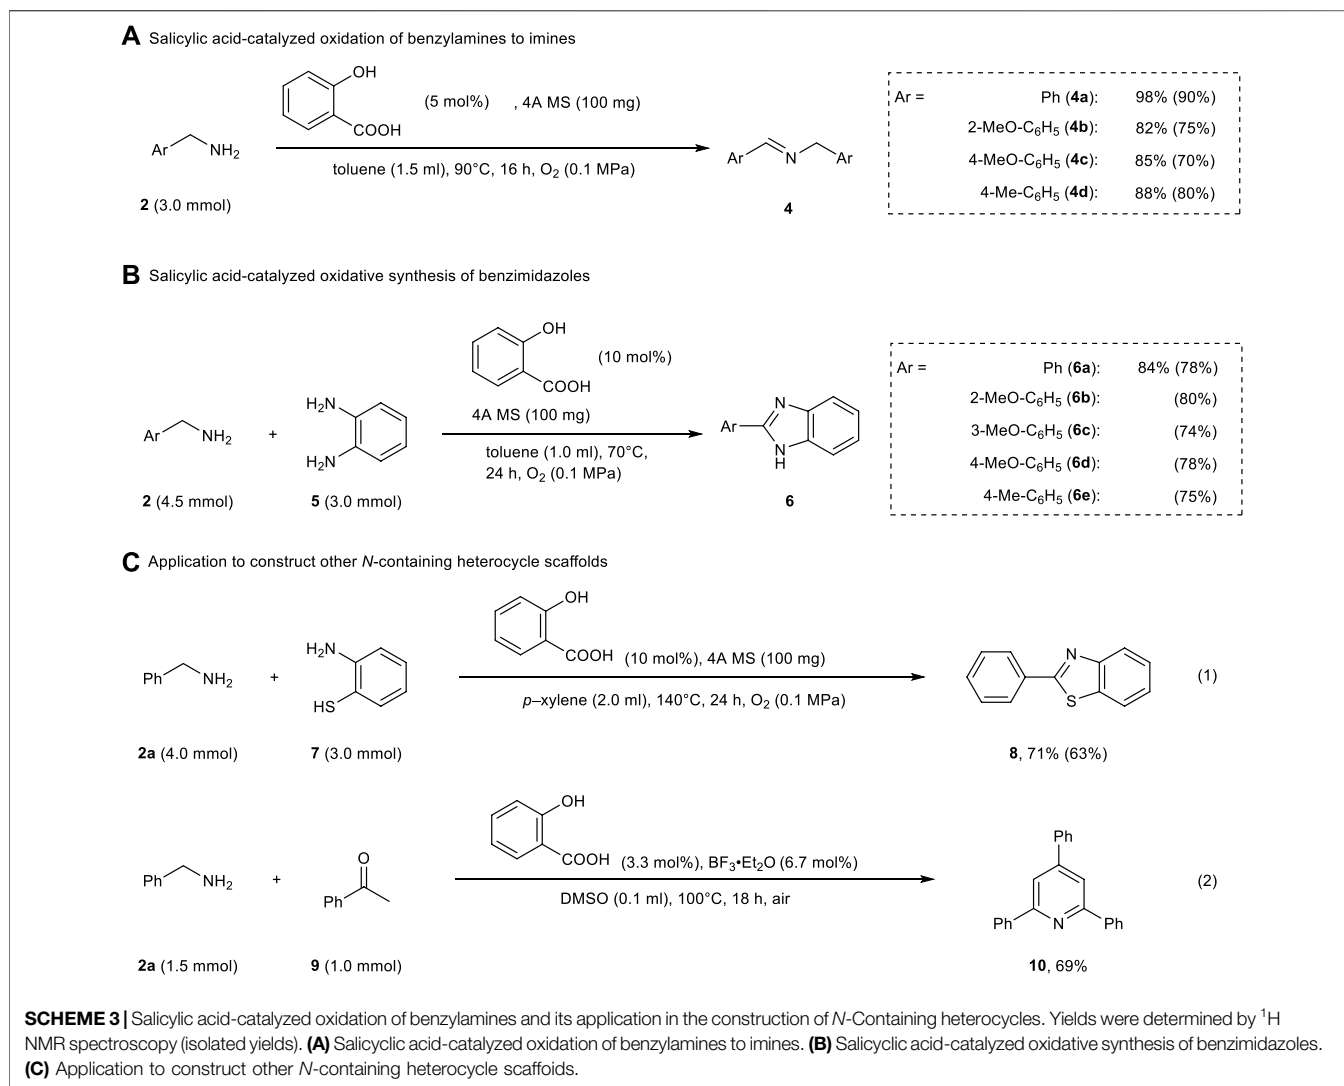 A Salicylic acid-catalyzed oxidation of benzylamines to imines
OH
COOH
(5 mol%) , 4A MS (100 mg)
Ar NH₂
toluene (1.5 ml), 90°C, 16 h, O₂ (0.1 MPa)
2 (3.0 mmol)
Ar N Ar
4
Ar = Ph (4a): 98% (90%)
2-MeO-C₆H₅ (4b): 82% (75%)
4-MeO-C₆H₅ (4c): 85% (70%)
4-Me-C₆H₅ (4d): 88% (80%)
B Salicylic acid-catalyzed oxidative synthesis of benzimidazoles
OH
COOH
(10 mol%)
4A MS (100 mg)
Ar NH₂ + H₂N H₂N
toluene (1.0 ml), 70°C,
24 h, O₂ (0.1 MPa)
2 (4.5 mmol) 5 (3.0 mmol)
Ar N N H
6
Ar = Ph (6a): 84% (78%)
2-MeO-C₆H₅ (6b): (80%)
3-MeO-C₆H₅ (6c): (74%)
4-MeO-C₆H₅ (6d): (78%)
4-Me-C₆H₅ (6e): (75%)
C Application to construct other N-containing heterocycle scaffolds
OH
COOH (10 mol%), 4A MS (100 mg)
Ph NH₂ + H₂N HS
p–xylene (2.0 ml), 140°C, 24 h, O₂ (0.1 MPa)
N S
(1)
2a (4.0 mmol) 7 (3.0 mmol) 8, 71% (63%)
OH
COOH (3.3 mol%), BF₃•Et₂O (6.7 mol%)
Ph NH₂ + O Ph
DMSO (0.1 ml), 100°C, 18 h, air
Ph
Ph N Ph
(2)
2a (1.5 mmol) 9 (1.0 mmol) 10, 69%
SCHEME 3 | Salicylic acid-catalyzed oxidation of benzylamines and its application in the construction of N-Containing heterocycles. Yields were determined by ¹H
NMR spectroscopy (isolated yields). (A) Salicyclic acid-catalyzed oxidation of benzylamines to imines. (B) Salicyclic acid-catalyzed oxidative synthesis of benzimidazoles.
(C) Application to construct other N-containing heterocycle scaffoids.